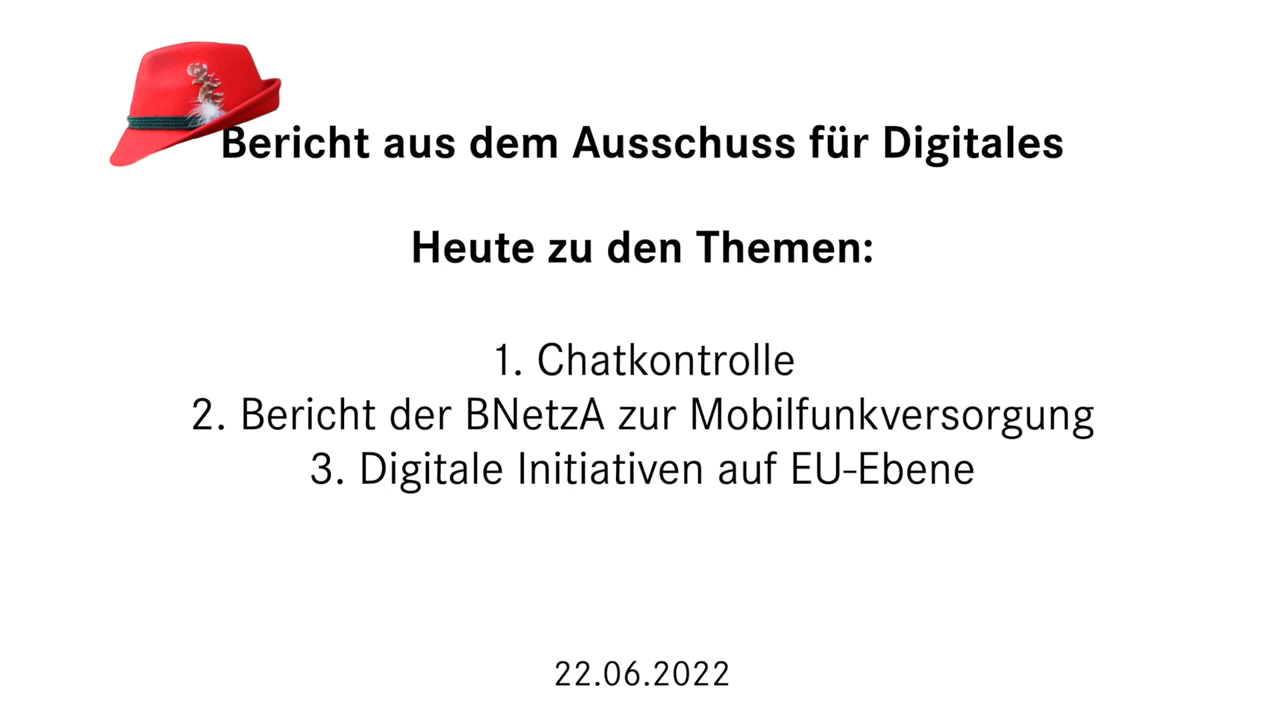 Bericht aus dem Ausschuss für Digitales
Heute zu den Themen:
1. Chatkontrolle
2. Bericht der BNetzA zur Mobilfunkversorgung
3. Digitale Initiativen auf EU-Ebene
22.06.2022